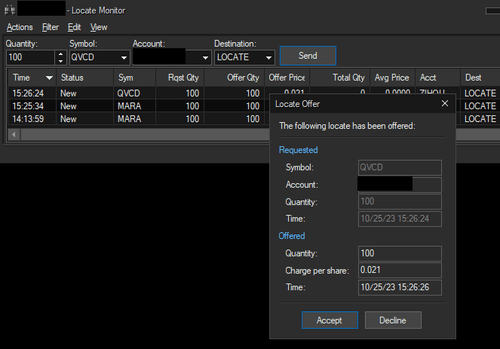 - Locate Monitor
Actions Filter Edit View
Quantity: Symbol: Account: Destination:
100 QVCD LOCATE Send
Time Status Sym Rqst Qty Offer Qty Offer Price Total Qty Avg Price Acct Dest
15:26:24 New QVCD 100 100 0.021 0 0.0000 LOCATE
15:25:34 New MARA 100 100 LOCATE
14:13:59 New MARA 100 100 LOCATE
Locate Offer
The following locate has been offered:
Requested
Symbol: QVCD
Account:
Quantity: 100
Time: 10/25/23 15:26:24
Offered
Quantity: 100
Charge per share: 0.021
Time: 10/25/23 15:26:26
Accept Decline